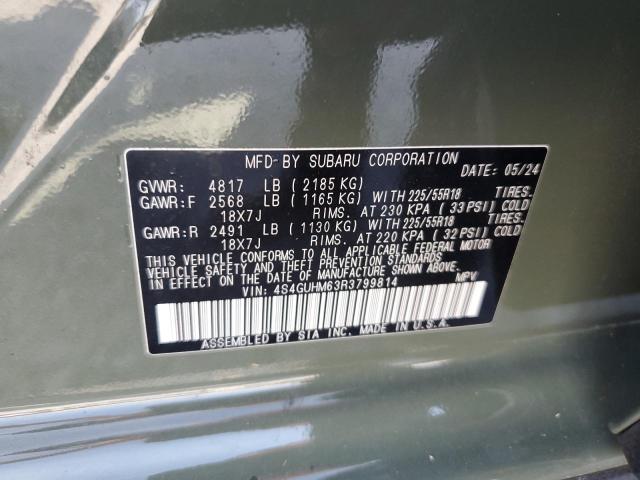 MFD-BY SUBARU CORPORATION
DATE: 05/24
GVWR: 4817 LB (2185 KG)
GAWR:F 2568 LB (1165 KG) WITH 225/55R18 TIRES.
18X7J RIMS. AT 230 KPA (33 PSI) COLD
GAWR:R 2491 LB (1130 KG) WITH 225/55R18 TIRES.
18X7J RIMS. AT 220 KPA (32 PSI) COLD
THIS VEHICLE CONFORMS TO ALL APPLICABLE FEDERAL MOTOR
VEHICLE SAFETY, BUMPER, AND THEFT PREVENTION STANDARDS
IN EFFECT ON THE DATE OF MANUFACTURE SHOWN ABOVE.
VIN: 4S4GUHM63R3799814 MPV
ASSEMBLED BY SIA INC. MADE IN U.S.A.